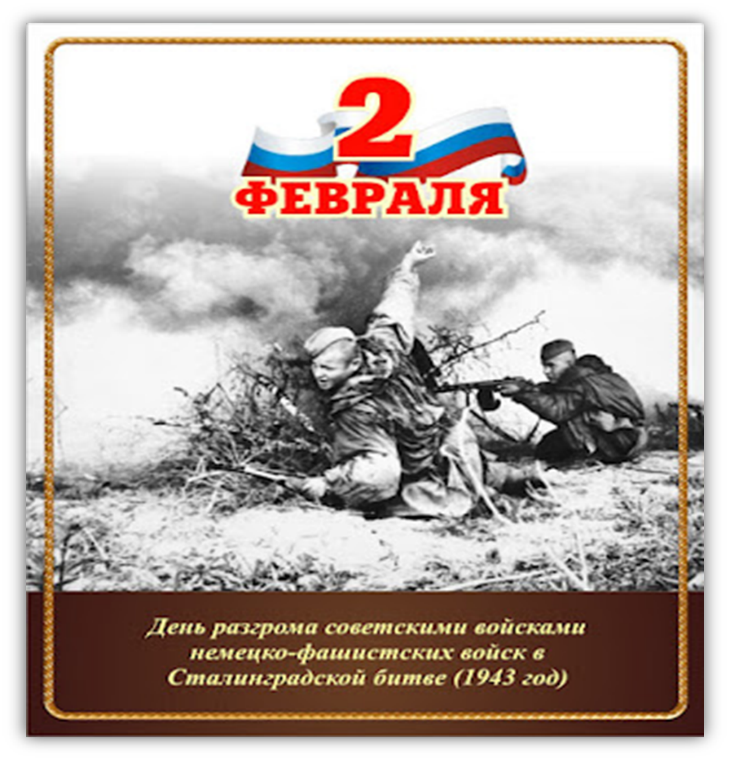 2
ФЕВРАЛЯ
День разгрома советскими войсками
немецко-фашистских войск в
Сталинградской битве (1943 год)